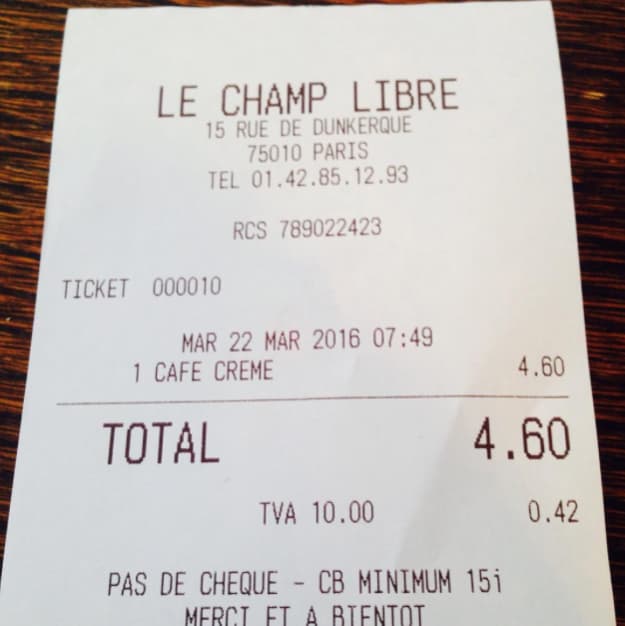 LE CHAMP LIBRE
15 RUE DE DUNKERQUE
75010 PARIS
TEL 01.42.85.12.93
RCS 789022423
TICKET 000010
MAR 22 MAR 2016 07:49
1 CAFE CREME 4.60
TOTAL 4.60
TVA 10.00 0.42
PAS DE CHEQUE - CB MINIMUM 15i
MERCI ET A BIENTOT